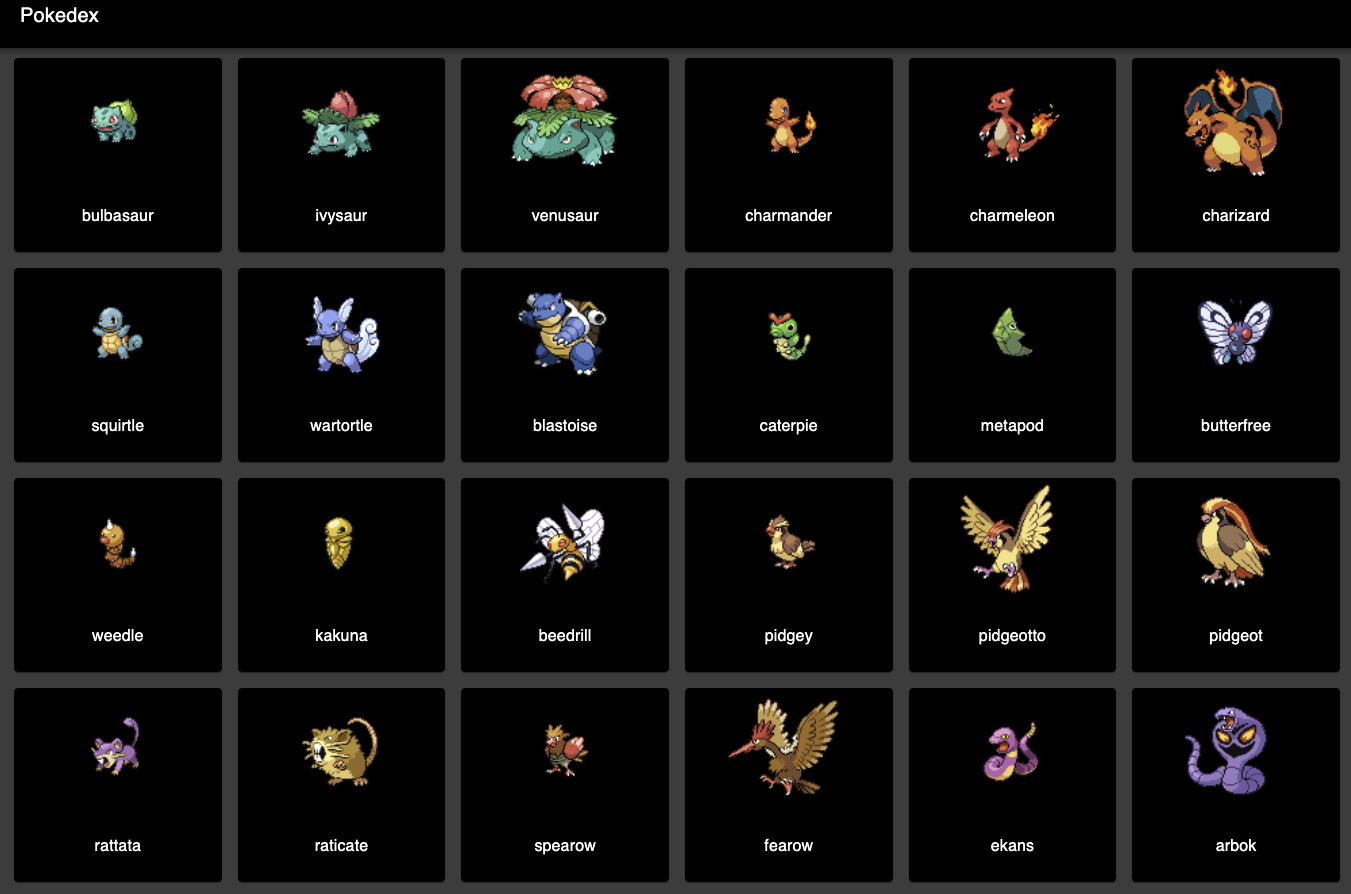 Pokedex
bulbasaur
ivysaur
venusaur
charmander
charmeleon
charizard
squirtle
wartortle
blastoise
caterpie
metapod
butterfree
weedle
kakuna
beedrill
pidgey
pidgeotto
pidgeot
rattata
raticate
spearow
fearow
ekans
arbok